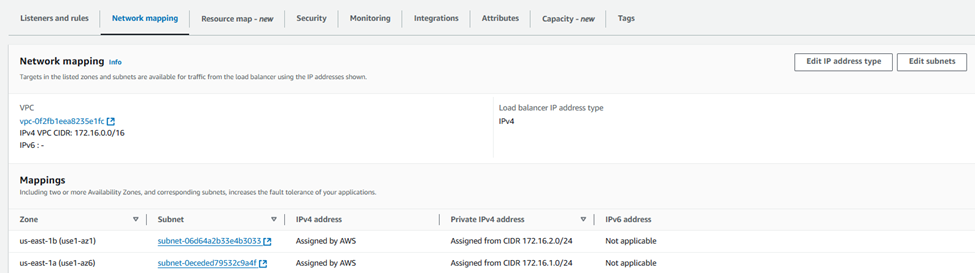 Listeners and rules Network mapping Resource map - new Security Monitoring Integrations Attributes Capacity - new Tags
Network mapping Info Edit IP address type Edit subnets
Targets in the listed zones and subnets are available for traffic from the load balancer using the IP addresses shown.
VPC Load balancer IP address type
vpc-0f2fb1eea8235e1fc IPv4
IPv4 VPC CIDR: 172.16.0.0/16
IPv6 : -
Mappings
Including two or more Availability Zones, and corresponding subnets, increases the fault tolerance of your applications.
Zone Subnet IPv4 address Private IPv4 address IPv6 address
us-east-1b (use1-az1) subnet-06d64a2b33e4b3033 Assigned by AWS Assigned from CIDR 172.16.2.0/24 Not applicable
us-east-1a (use1-az6) subnet-0eceded79532c9a4f Assigned by AWS Assigned from CIDR 172.16.1.0/24 Not applicable